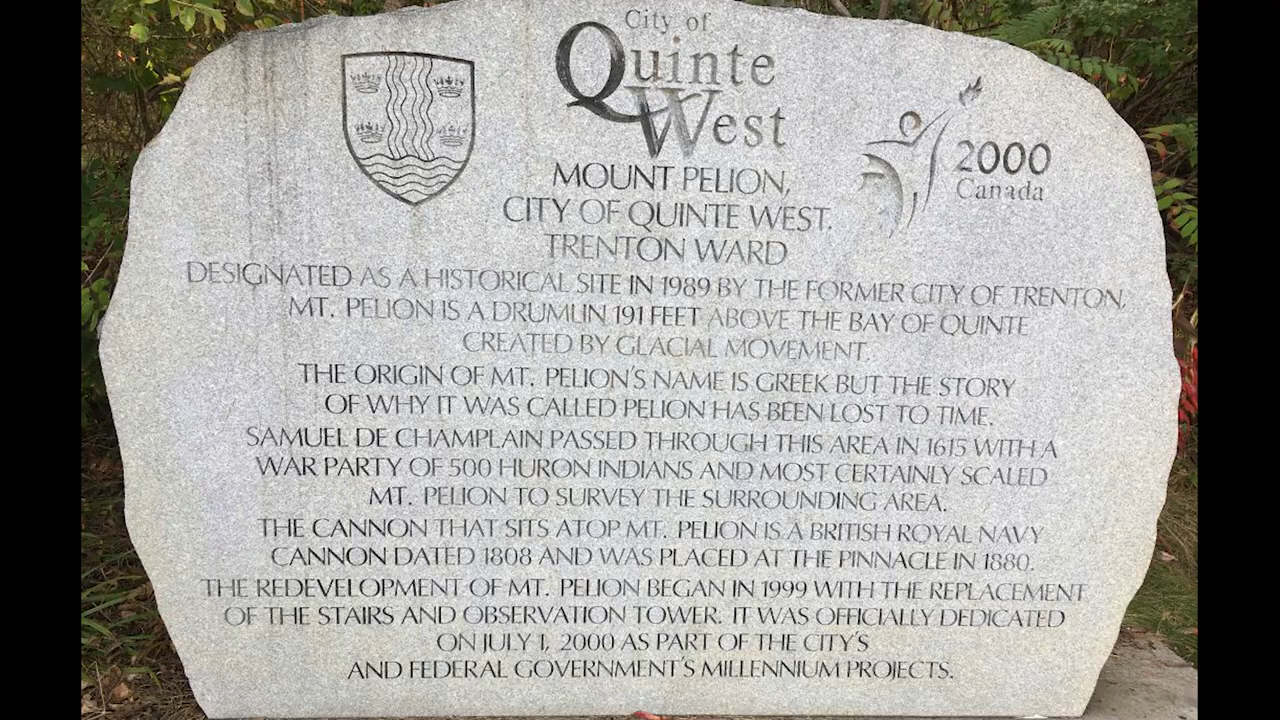 City of
Quinte
West
2000
Canada
MOUNT PELION,
CITY OF QUINTE WEST.
TRENTON WARD
DESIGNATED AS A HISTORICAL SITE IN 1989 BY THE FORMER CITY OF TRENTON,
MT. PELION IS A DRUMLIN 191 FEET ABOVE THE BAY OF QUINTE
CREATED BY GLACIAL MOVEMENT.
THE ORIGIN OF MT. PELION'S NAME IS GREEK BUT THE STORY
OF WHY IT WAS CALLED PELION HAS BEEN LOST TO TIME.
SAMUEL DE CHAMPLAIN PASSED THROUGH THIS AREA IN 1615 WITH A
WAR PARTY OF 500 HURON INDIANS AND MOST CERTAINLY SCALED
MT. PELION TO SURVEY THE SURROUNDING AREA.
THE CANNON THAT SITS ATOP MT. PELION IS A BRITISH ROYAL NAVY
CANNON DATED 1808 AND WAS PLACED AT THE PINNACLE IN 1880.
THE REDEVELOPMENT OF MT. PELION BEGAN IN 1999 WITH THE REPLACEMENT
OF THE STAIRS AND OBSERVATION TOWER. IT WAS OFFICIALLY DEDICATED
ON JULY 1, 2000 AS PART OF THE CITY'S
AND FEDERAL GOVERNMENT'S MILLENNIUM PROJECTS.